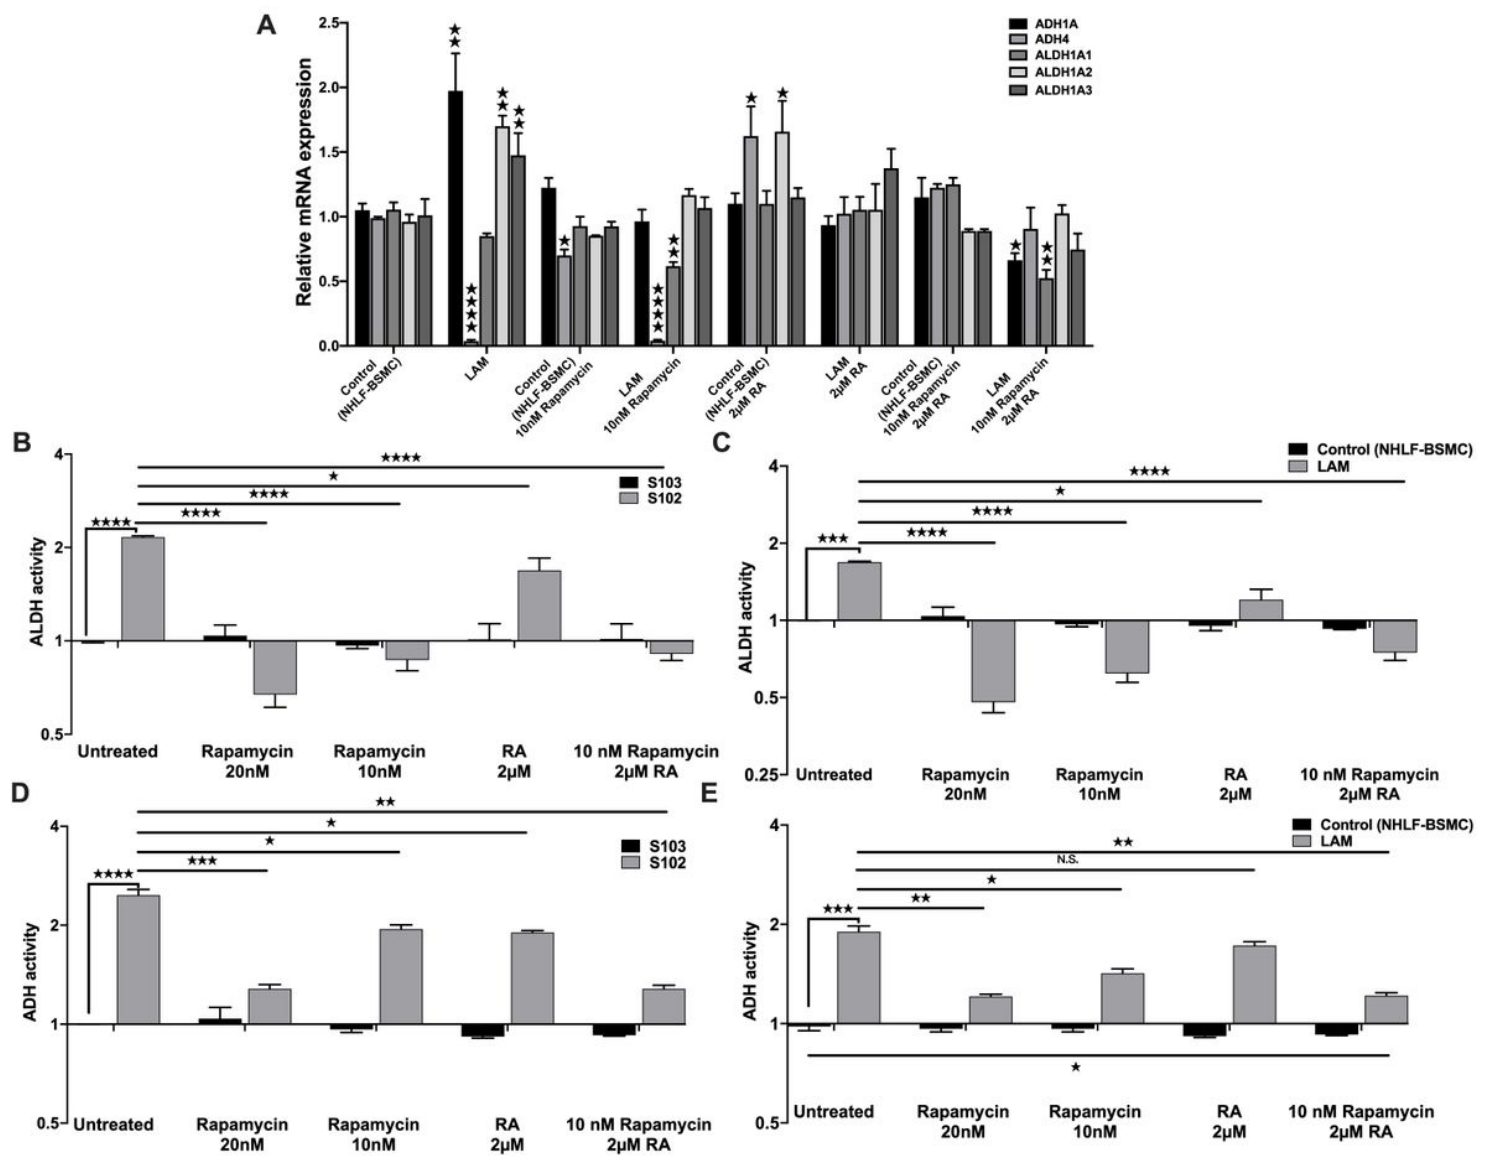 A
Relative mRNA expression
2.5
2.0
1.5
1.0
0.5
0.0
ADH1A
ADH4
ALDH1A1
ALDH1A2
ALDH1A3
★★
★★★★
★★
★★
★
★★★★
★★
★
★
★
★★
Control
(NHLF-BSMC)
LAM
Control
(NHLF-BSMC)
10nM Rapamycin
LAM
10nM Rapamycin
Control
(NHLF-BSMC)
2µM RA
LAM
2µM RA
Control
(NHLF-BSMC)
10nM Rapamycin
2µM RA
LAM
10nM Rapamycin
2µM RA
B
ALDH activity
4
2
1
0.5
★★★★
★
★★★★
★★★★
★★★★
S103
S102
Untreated
Rapamycin
20nM
Rapamycin
10nM
RA
2µM
10 nM Rapamycin
2µM RA
C
ALDH activity
4
2
1
0.5
0.25
Control (NHLF-BSMC)
LAM
★★★★
★
★★★★
★★★★
★★★
Untreated
Rapamycin
20nM
Rapamycin
10nM
RA
2µM
10 nM Rapamycin
2µM RA
D
ADH activity
4
2
1
0.5
★★
★
★
★★★
★★★★
S103
S102
Untreated
Rapamycin
20nM
Rapamycin
10nM
RA
2µM
10 nM Rapamycin
2µM RA
E
ADH activity
4
2
1
0.5
Control (NHLF-BSMC)
LAM
★★
N.S.
★
★★
★★★
★
Untreated
Rapamycin
20nM
Rapamycin
10nM
RA
2µM
10 nM Rapamycin
2µM RA